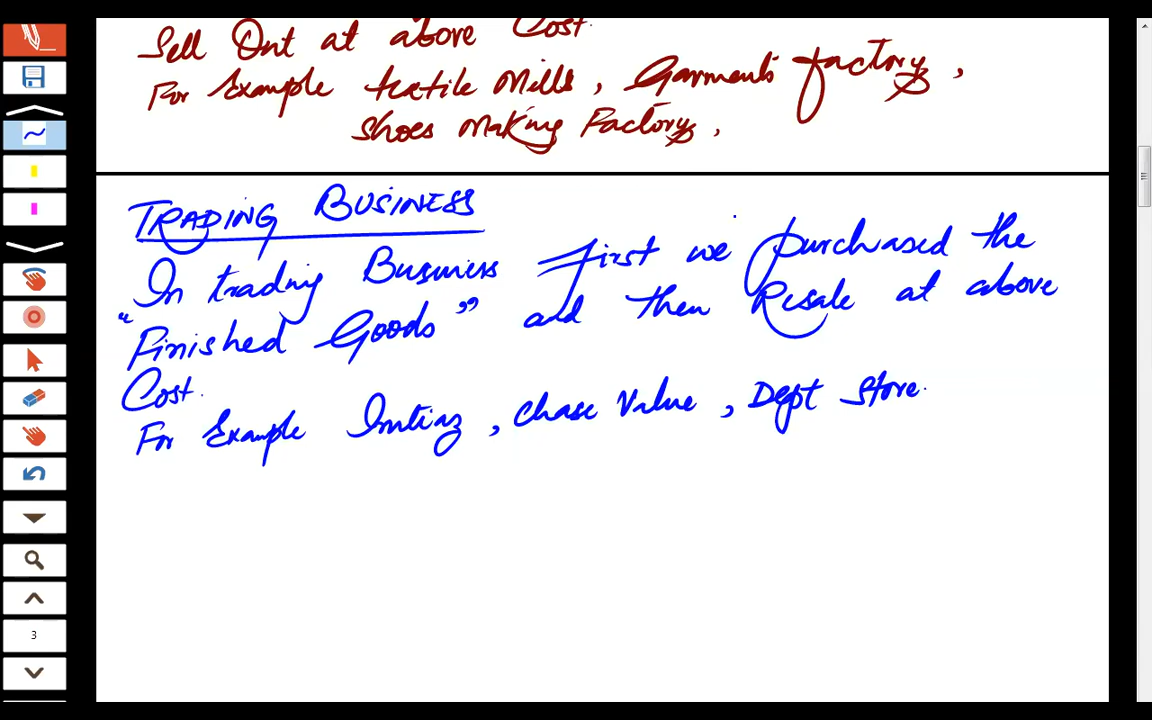 Sell Out at above Cost.
For Example textile Mills, Garments factory,
Shoes Making Factory,
TRADING BUSINESS
In trading Business first we purchased the
"Finished Goods" and then Resale at above
Cost.
For Example Imtiaz, Chase Value, Dept Store.
3